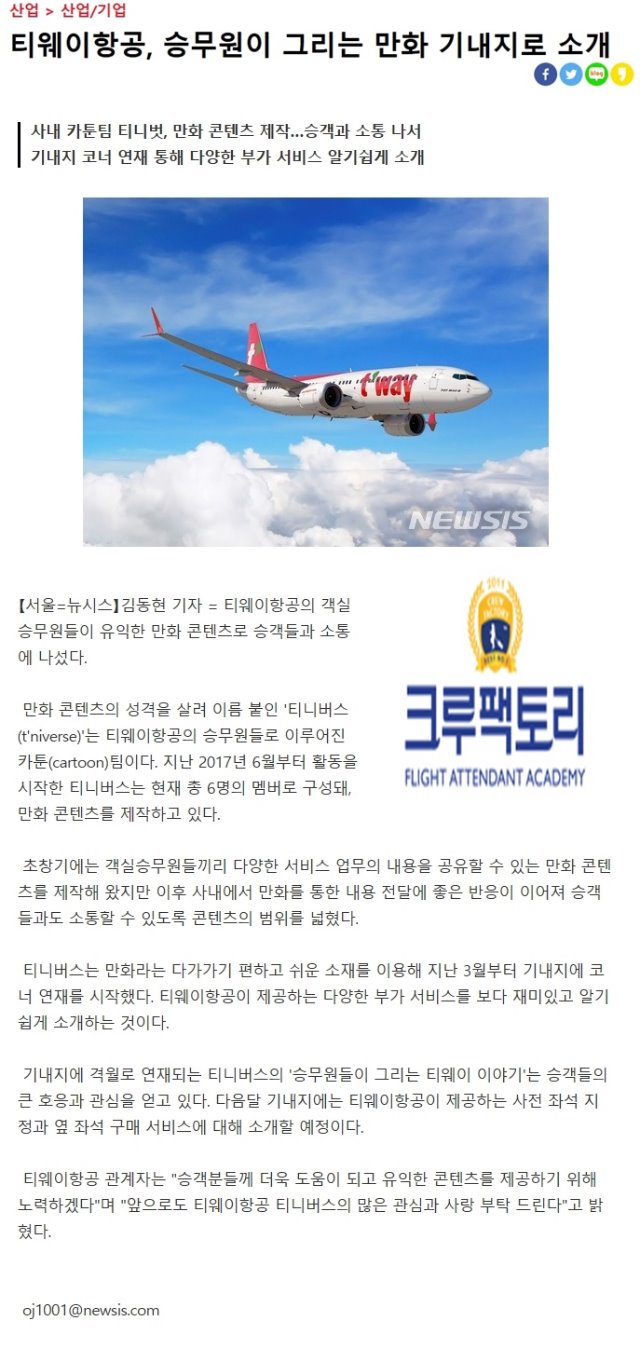 산업 > 산업/기업
티웨이항공, 승무원이 그리는 만화 기내지로 소개
blog
사내 카툰팀 티니벗, 만화 콘텐츠 제작...승객과 소통 나서
기내지 코너 연재 통해 다양한 부가 서비스 알기쉽게 소개
t'way
NEWSIS
【서울=뉴시스】김동현 기자 = 티웨이항공의 객실
승무원들이 유익한 만화 콘텐츠로 승객들과 소통
에 나섰다.
만화 콘텐츠의 성격을 살려 이름 붙인 '티니버스
(t'niverse)'는 티웨이항공의 승무원들로 이루어진
카툰(cartoon)팀이다. 지난 2017년 6월부터 활동을
시작한 티니버스는 현재 총 6명의 멤버로 구성돼,
만화 콘텐츠를 제작하고 있다.
2011
CREW FACTORY
BEST NO.1
크루팩토리
FLIGHT ATTENDANT ACADEMY
초창기에는 객실승무원들끼리 다양한 서비스 업무의 내용을 공유할 수 있는 만화 콘텐
츠를 제작해 왔지만 이후 사내에서 만화를 통한 내용 전달에 좋은 반응이 이어져 승객
들과도 소통할 수 있도록 콘텐츠의 범위를 넓혔다.
티니버스는 만화라는 다가가기 편하고 쉬운 소재를 이용해 지난 3월부터 기내지에 코
너 연재를 시작했다. 티웨이항공이 제공하는 다양한 부가 서비스를 보다 재미있고 알기
쉽게 소개하는 것이다.
기내지에 격월로 연재되는 티니버스의 '승무원들이 그리는 티웨이 이야기'는 승객들의
큰 호응과 관심을 얻고 있다. 다음달 기내지에는 티웨이항공이 제공하는 사전 좌석 지
정과 옆 좌석 구매 서비스에 대해 소개할 예정이다.
티웨이항공 관계자는 "승객분들께 더욱 도움이 되고 유익한 콘텐츠를 제공하기 위해
노력하겠다"며 "앞으로도 티웨이항공 티니버스의 많은 관심과 사랑 부탁 드린다"고 밝
혔다.
oj1001@newsis.com